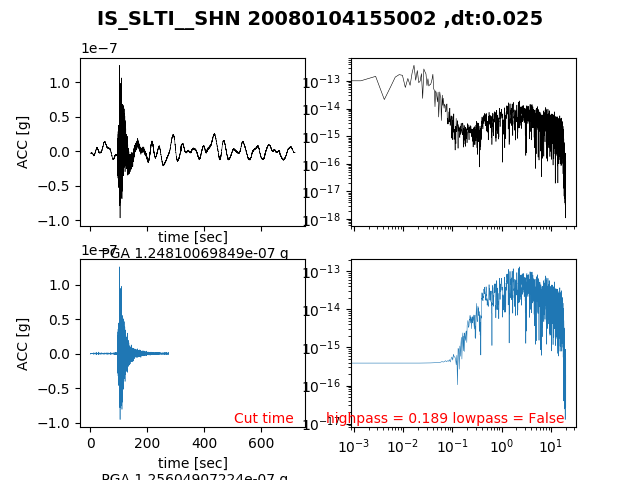 IS_SLTI__SHN 20080104155002 ,dt:0.025
1e−7
1.0
0.5
0.0
−0.5
−1.0
ACC [g]
time [sec]
PGA 1.24810069849e-07 g
10−13
10−14
10−15
10−16
10−17
10−18
1e−7
1.0
0.5
0.0
−0.5
−1.0
ACC [g]
Cut time
0 200 400 600
time [sec]
PGA 1.25604907224e-07 g
10−13
10−14
10−15
10−16
10−17
highpass = 0.189 lowpass = False
10−3 10−2 10−1 100 101